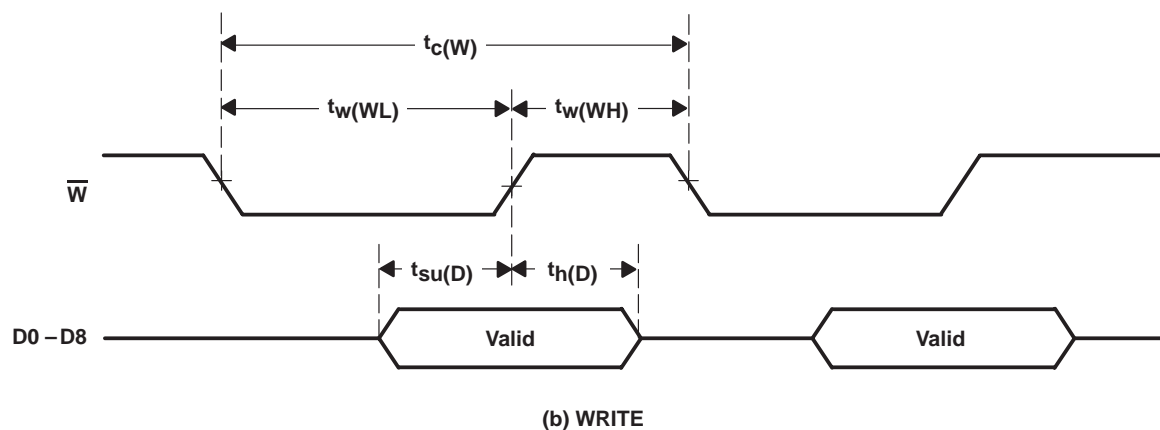 tc(W)
tw(WL) tw(WH)
W̅
tsu(D) th(D)
D0 – D8 Valid Valid
(b) WRITE